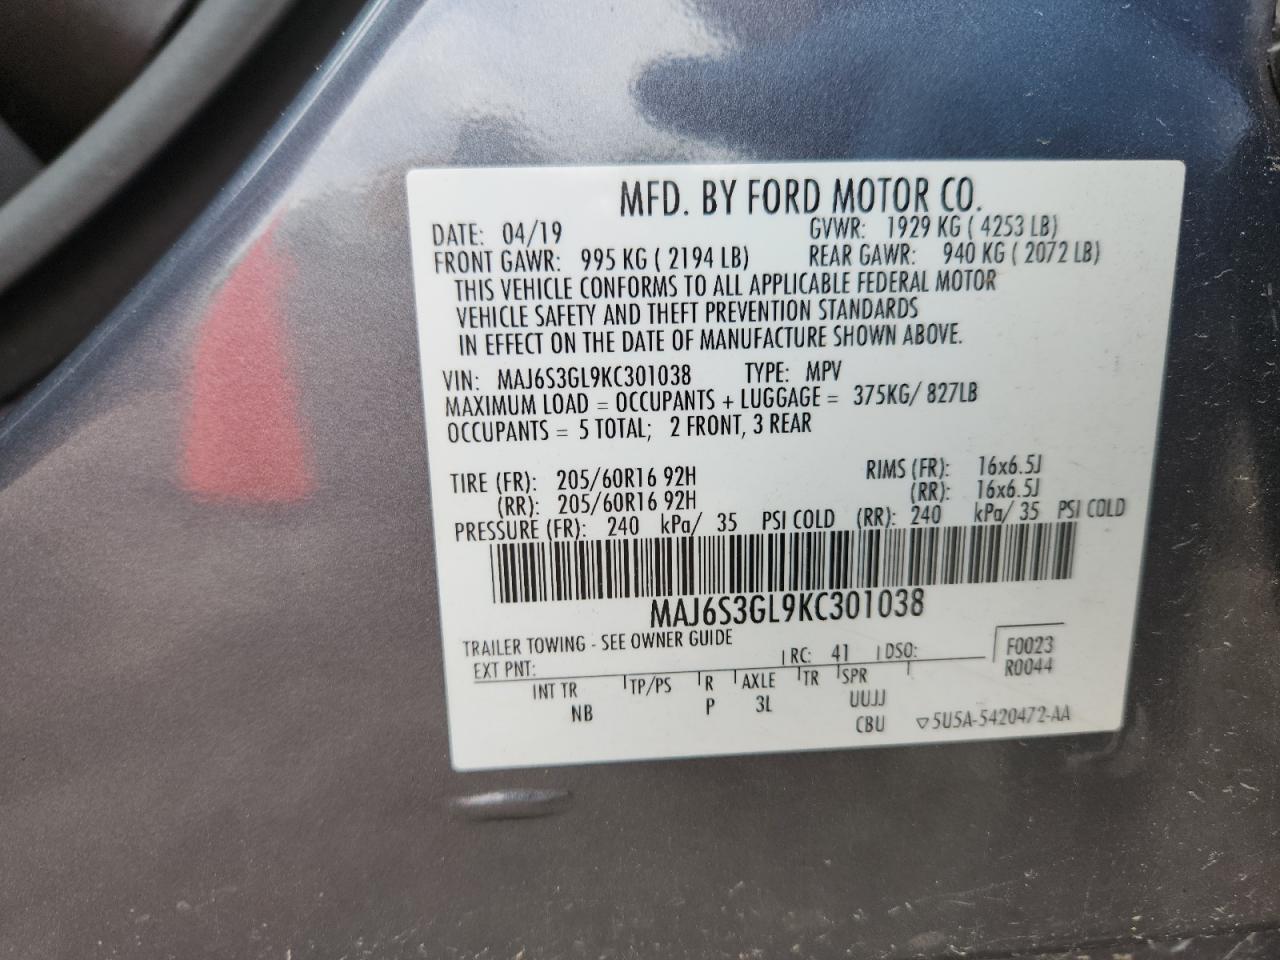 MFD. BY FORD MOTOR CO.
DATE: 04/19 GVWR: 1929 KG ( 4253 LB)
FRONT GAWR: 995 KG ( 2194 LB) REAR GAWR: 940 KG ( 2072 LB)
THIS VEHICLE CONFORMS TO ALL APPLICABLE FEDERAL MOTOR
VEHICLE SAFETY AND THEFT PREVENTION STANDARDS
IN EFFECT ON THE DATE OF MANUFACTURE SHOWN ABOVE.
VIN: MAJ6S3GL9KC301038 TYPE: MPV
MAXIMUM LOAD = OCCUPANTS + LUGGAGE = 375KG/ 827LB
OCCUPANTS = 5 TOTAL; 2 FRONT, 3 REAR
TIRE (FR): 205/60R16 92H RIMS (FR): 16x6.5J
(RR): 205/60R16 92H (RR): 16x6.5J
PRESSURE (FR): 240 kPa/ 35 PSI COLD (RR): 240 kPa/ 35 PSI COLD
MAJ6S3GL9KC301038
TRAILER TOWING - SEE OWNER GUIDE
EXT PNT: RC: 41 DSO: F0023
R0044
INT TR TP/PS R AXLE TR SPR
NB P 3L UUJJ
CBU ▽5U5A-5420472-AA